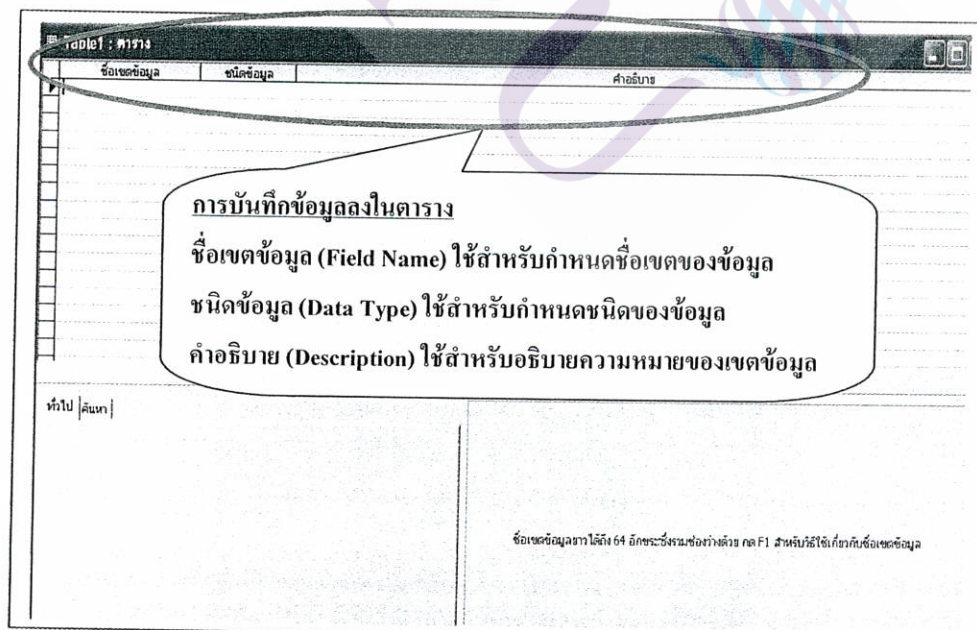 Table1 : ตาราง
ชื่อเขตข้อมูล ชนิดข้อมูล คำอธิบาย
การบันทึกข้อมูลลงในตาราง
ชื่อเขตข้อมูล (Field Name) ใช้สำหรับกำหนดชื่อเขตของข้อมูล
ชนิดข้อมูล (Data Type) ใช้สำหรับกำหนดชนิดของข้อมูล
คำอธิบาย (Description) ใช้สำหรับอธิบายความหมายของเขตข้อมูล
ทั่วไป ค้นหา
ชื่อเขตข้อมูลยาวได้ถึง 64 อักขระซึ่งรวมช่องว่างด้วย กด F1 สำหรับวิธีใช้เกี่ยวกับชื่อเขตข้อมูล